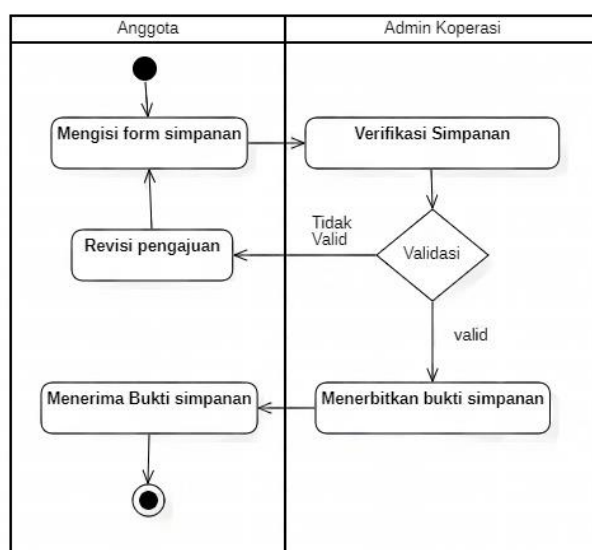 Anggota
Admin Koperasi
Mengisi form simpanan
Verifikasi Simpanan
Tidak
Valid
Validasi
Revisi pengajuan
valid
Menerima Bukti simpanan
Menerbitkan bukti simpanan